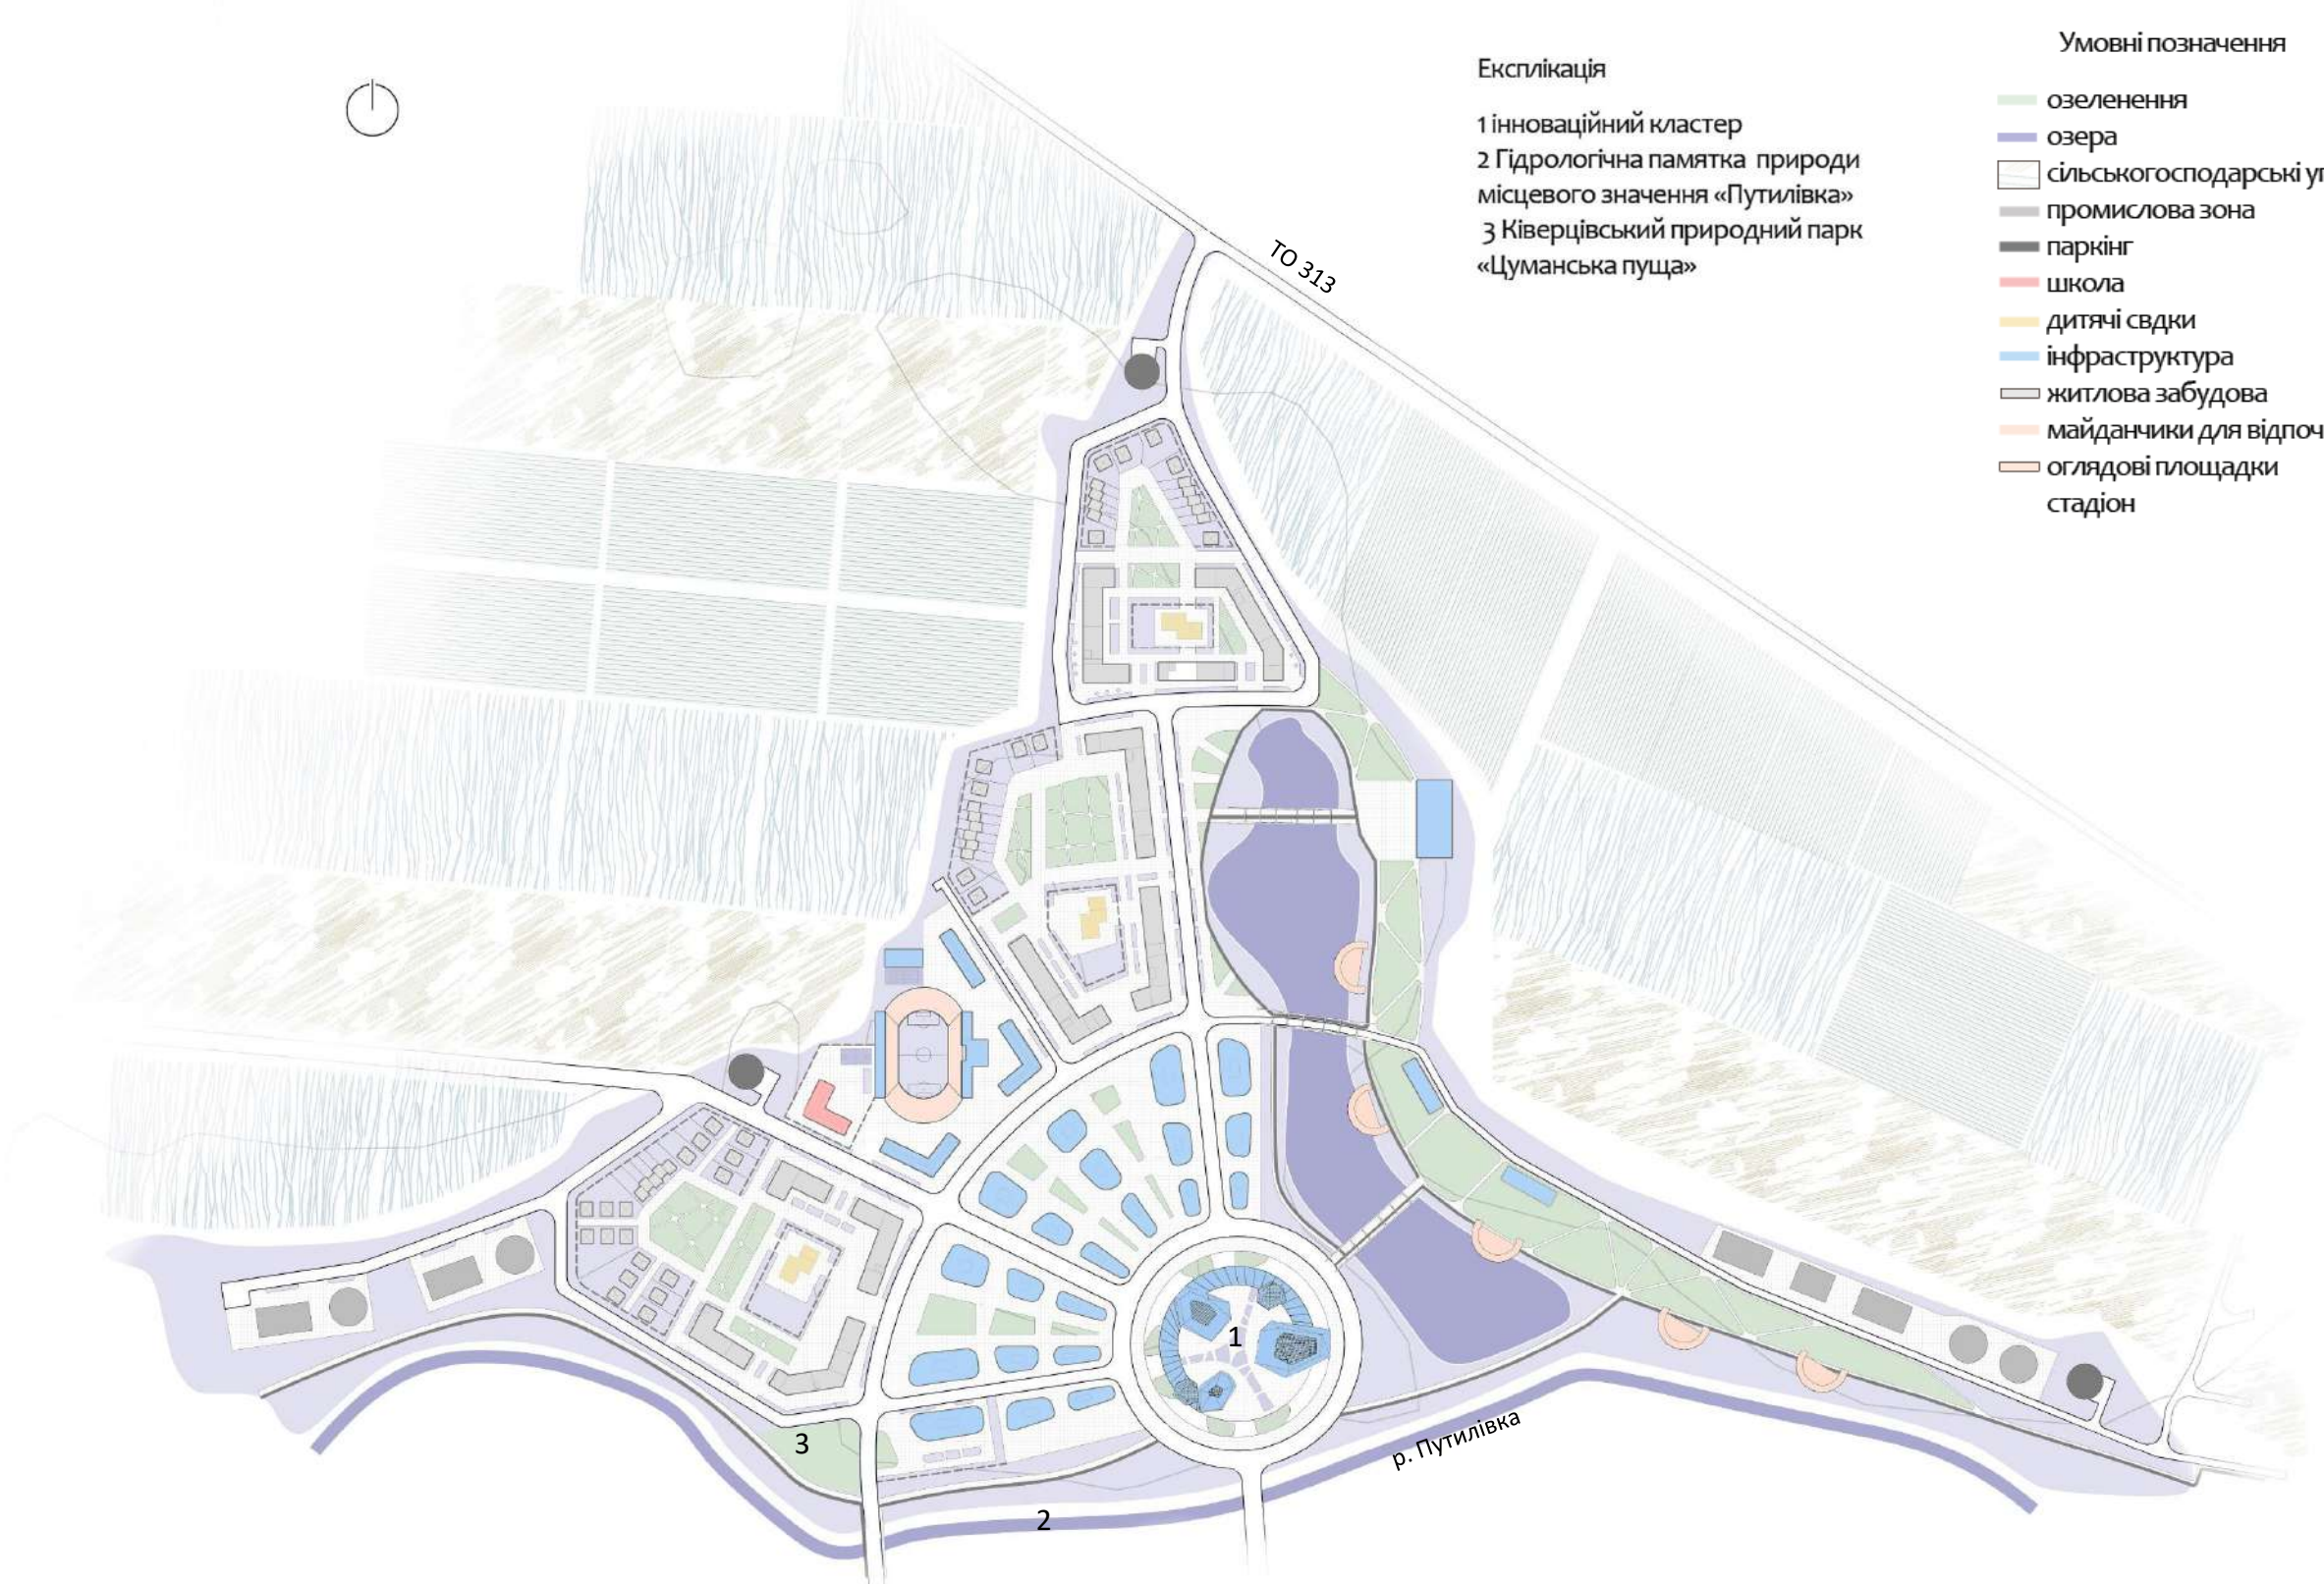 Експлікація
1 інноваційний кластер
2 Гідрологічна памятка природи
місцевого значення «Путилівка»
3 Ківерцівський природний парк
«Цуманська пуща»
Умовні позначення
озеленення
озера
сільськогосподарські уг
промислова зона
паркінг
школа
дитячі свдки
інфраструктура
житлова забудова
майданчики для відпоч
оглядові площадки
стадіон
ТО 313
1
р. Путилівка
3
2